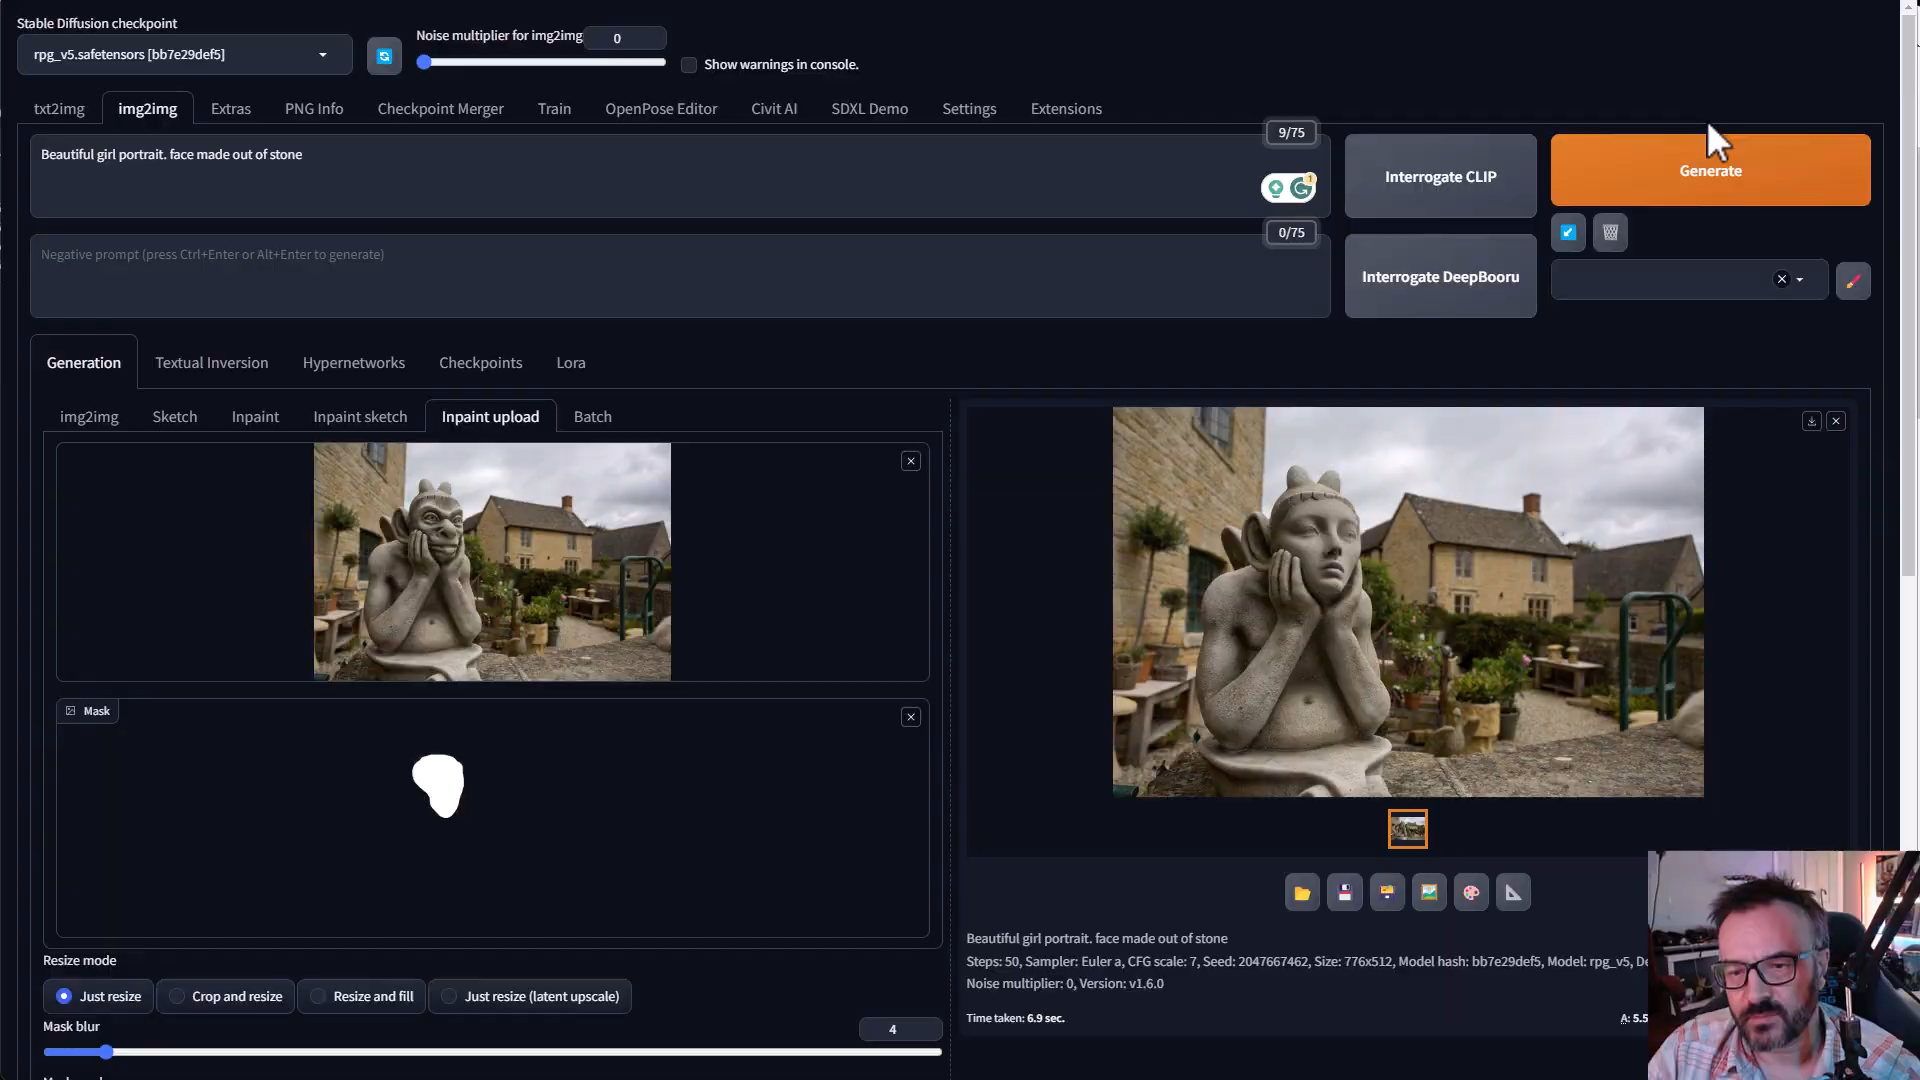 Stable Diffusion checkpoint
rpg_v5.safetensors [bb7e29def5]
Noise multiplier for img2img
0
Show warnings in console.
txt2img
img2img
Extras
PNG Info
Checkpoint Merger
Train
OpenPose Editor
Civit AI
SDXL Demo
Settings
Extensions
Beautiful girl portrait. face made out of stone
9/75
1
Interrogate CLIP
Generate
Negative prompt (press Ctrl+Enter or Alt+Enter to generate)
0/75
Interrogate DeepBooru
Generation
Textual Inversion
Hypernetworks
Checkpoints
Lora
img2img
Sketch
Inpaint
Inpaint sketch
Inpaint upload
Batch
Mask
Resize mode
Just resize
Crop and resize
Resize and fill
Just resize (latent upscale)
Mask blur
4
Beautiful girl portrait. face made out of stone
Steps: 50, Sampler: Euler a, CFG scale: 7, Seed: 2047667462, Size: 776x512, Model hash: bb7e29def5, Model: rpg_v5,
Noise multiplier: 0, Version: v1.6.0
Time taken: 6.9 sec.
A: 5.5